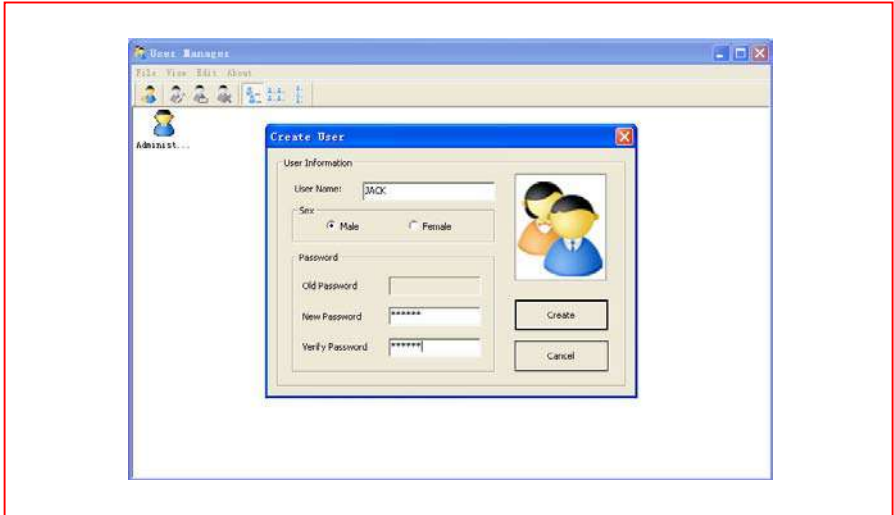 User Manager
File View Edit About
Administ...
Create User
User Information
User Name: JACK
Sex
Male Female
Password
Old Password
New Password ******
Verify Password ******
Create
Cancel